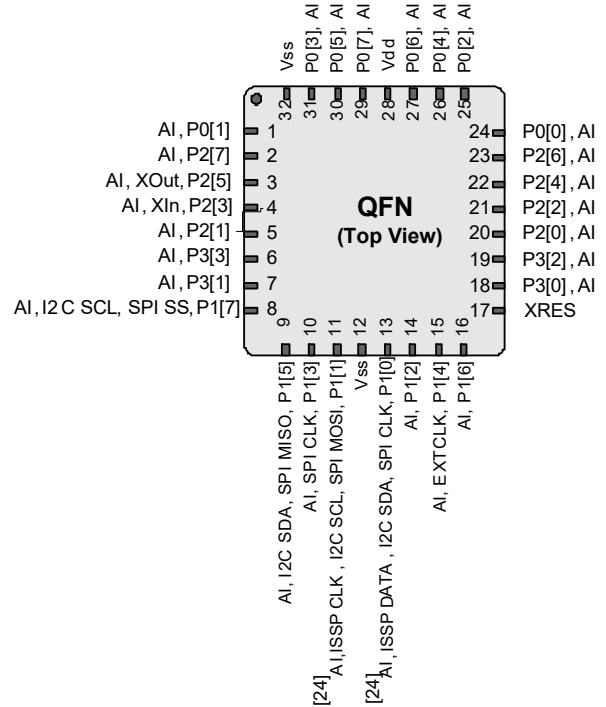 Vss
P0[3], AI
P0[5], AI
P0[7], AI
Vdd
P0[6], AI
P0[4], AI
P0[2], AI
32
31
30
29
28
27
26
25
AI, P0[1] 1
AI, P2[7] 2
AI, XOut, P2[5] 3
AI, XIn, P2[3] 4
AI, P2[1] 5
AI, P3[3] 6
AI, P3[1] 7
AI, I2C SCL, SPI SS, P1[7] 8
QFN
(Top View)
24 P0[0], AI
23 P2[6], AI
22 P2[4], AI
21 P2[2], AI
20 P2[0], AI
19 P3[2], AI
18 P3[0], AI
17 XRES
9
10
11
12
13
14
15
16
AI, I2C SDA, SPI MISO, P1[5]
AI, SPI CLK, P1[3]
[24] AI,ISSP CLK, I2C SCL, SPI MOSI, P1[1]
Vss
[24] AI,ISSP DATA, I2C SDA, SPI CLK, P1[0]
AI, P1[2]
AI, EXTCLK, P1[4]
AI, P1[6]